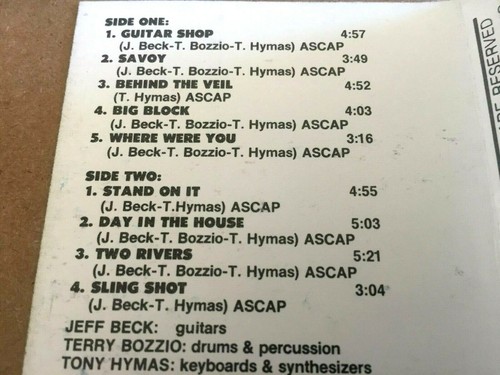 SIDE ONE:
1. GUITAR SHOP 4:57
(J. Beck-T. Bozzio-T. Hymas) ASCAP
2. SAVOY 3:49
(J. Beck-T. Bozzio-T. Hymas) ASCAP
3. BEHIND THE VEIL 4:52
(T. Hymas) ASCAP
4. BIG BLOCK 4:03
(J. Beck-T. Bozzio-T. Hymas) ASCAP
5. WHERE WERE YOU 3:16
(J. Beck-T. Bozzio-T. Hymas) ASCAP
SIDE TWO:
1. STAND ON IT 4:55
(J. Beck-T.Hymas) ASCAP
2. DAY IN THE HOUSE 5:03
(J. Beck-T. Bozzio-T. Hymas) ASCAP
3. TWO RIVERS 5:21
(J. Beck-T. Bozzio-T. Hymas) ASCAP
4. SLING SHOT 3:04
(J. Beck-T. Hymas) ASCAP
JEFF BECK: guitars
TERRY BOZZIO: drums & percussion
TONY HYMAS: keyboards & synthesizers
RESERVED